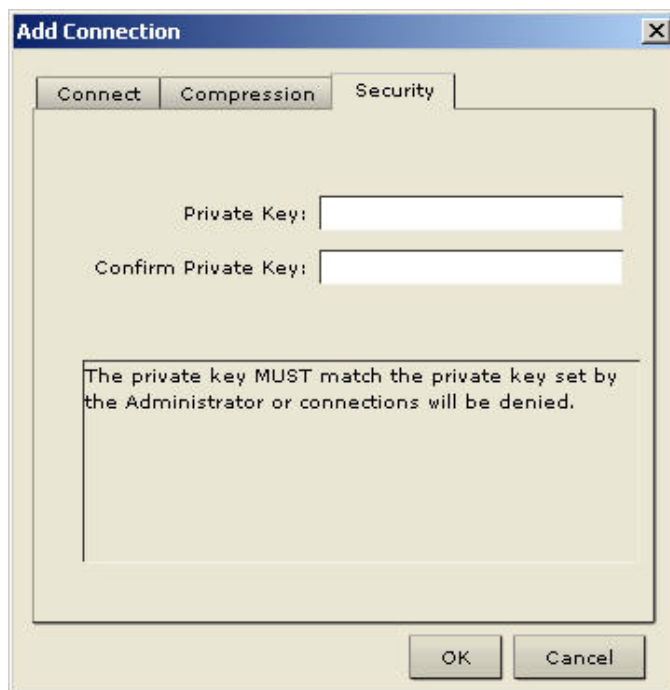 Add Connection
Connect Compression Security
Private Key:
Confirm Private Key:
The private key MUST match the private key set by
the Administrator or connections will be denied.
OK Cancel